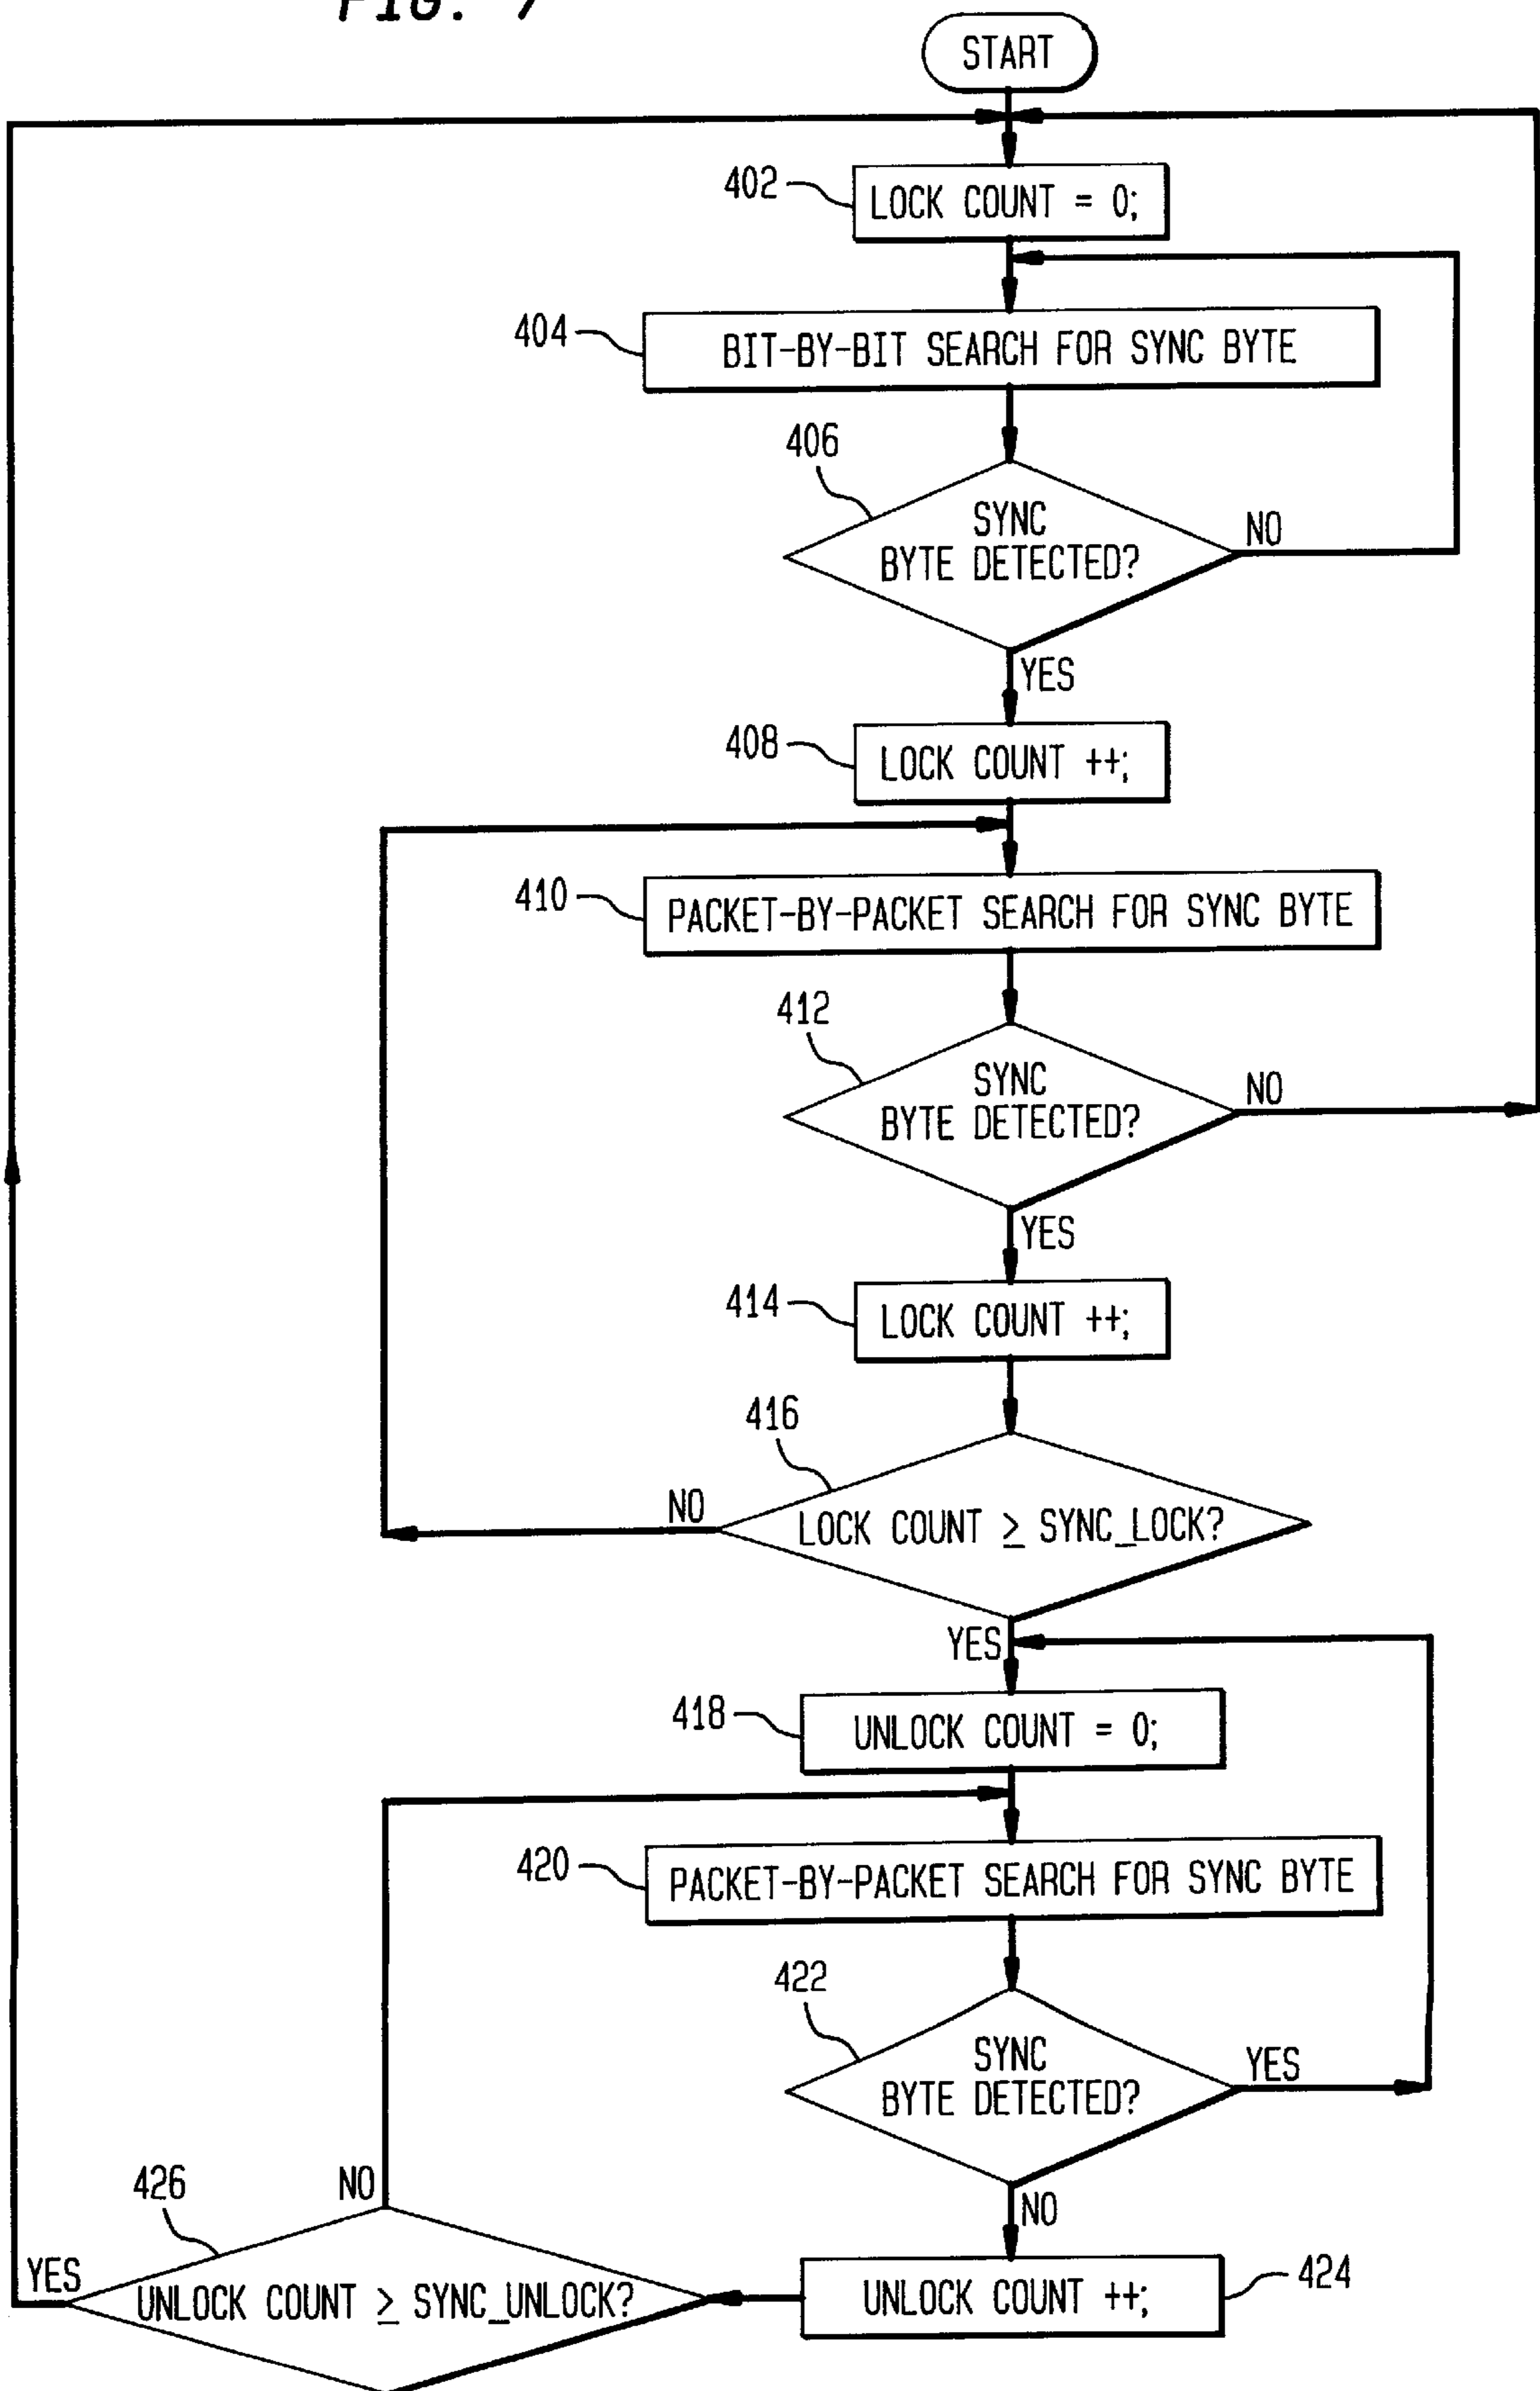 FIG. 7
START
402
LOCK COUNT = 0;
404
BIT-BY-BIT SEARCH FOR SYNC BYTE
406
SYNC
BYTE DETECTED?
NO
YES
408
LOCK COUNT ++;
410
PACKET-BY-PACKET SEARCH FOR SYNC BYTE
412
SYNC
BYTE DETECTED?
NO
YES
414
LOCK COUNT ++;
416
NO
LOCK COUNT ≥ SYNC_LOCK?
YES
418
UNLOCK COUNT = 0;
420
PACKET-BY-PACKET SEARCH FOR SYNC BYTE
422
SYNC
BYTE DETECTED?
YES
NO
426
NO
YES
UNLOCK COUNT ≥ SYNC_UNLOCK?
UNLOCK COUNT ++;
424